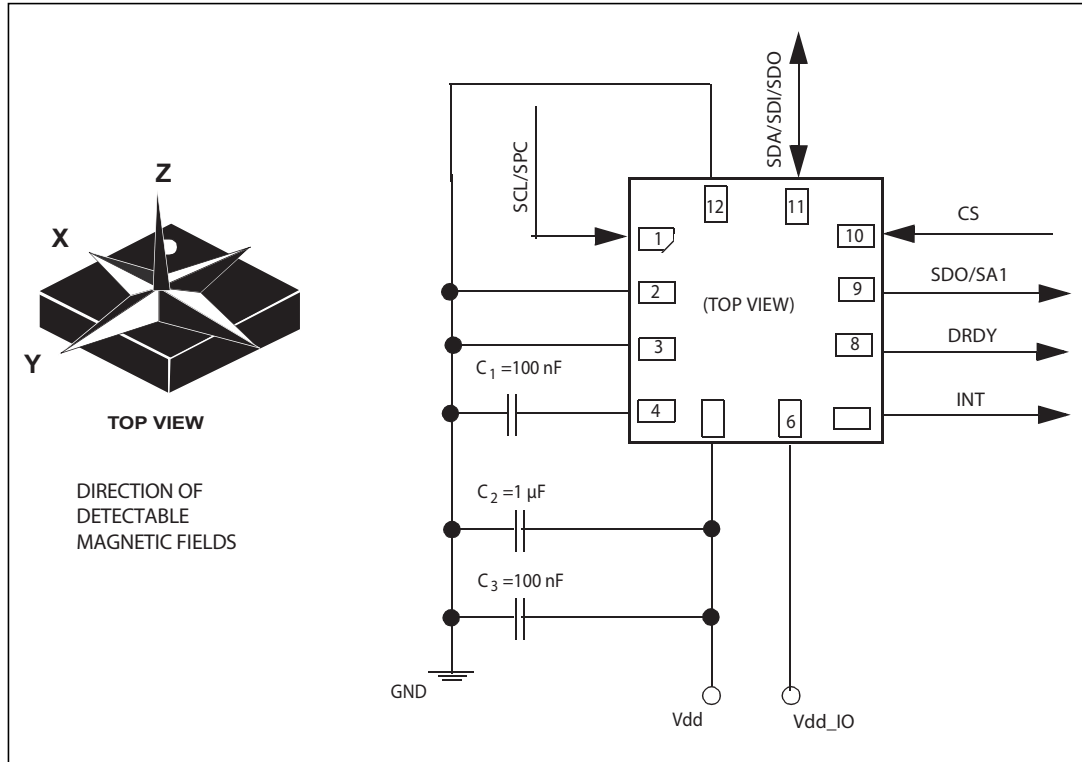 Z
X
Y
TOP VIEW
DIRECTION OF
DETECTABLE
MAGNETIC FIELDS
SCL/SPC
SDA/SDI/SDO
12
11
1
10
CS
2
9
SDO/SA1
(TOP VIEW)
3
8
DRDY
C1 =100 nF
4
6
INT
C2 =1 µF
C3 =100 nF
GND
Vdd
Vdd_IO